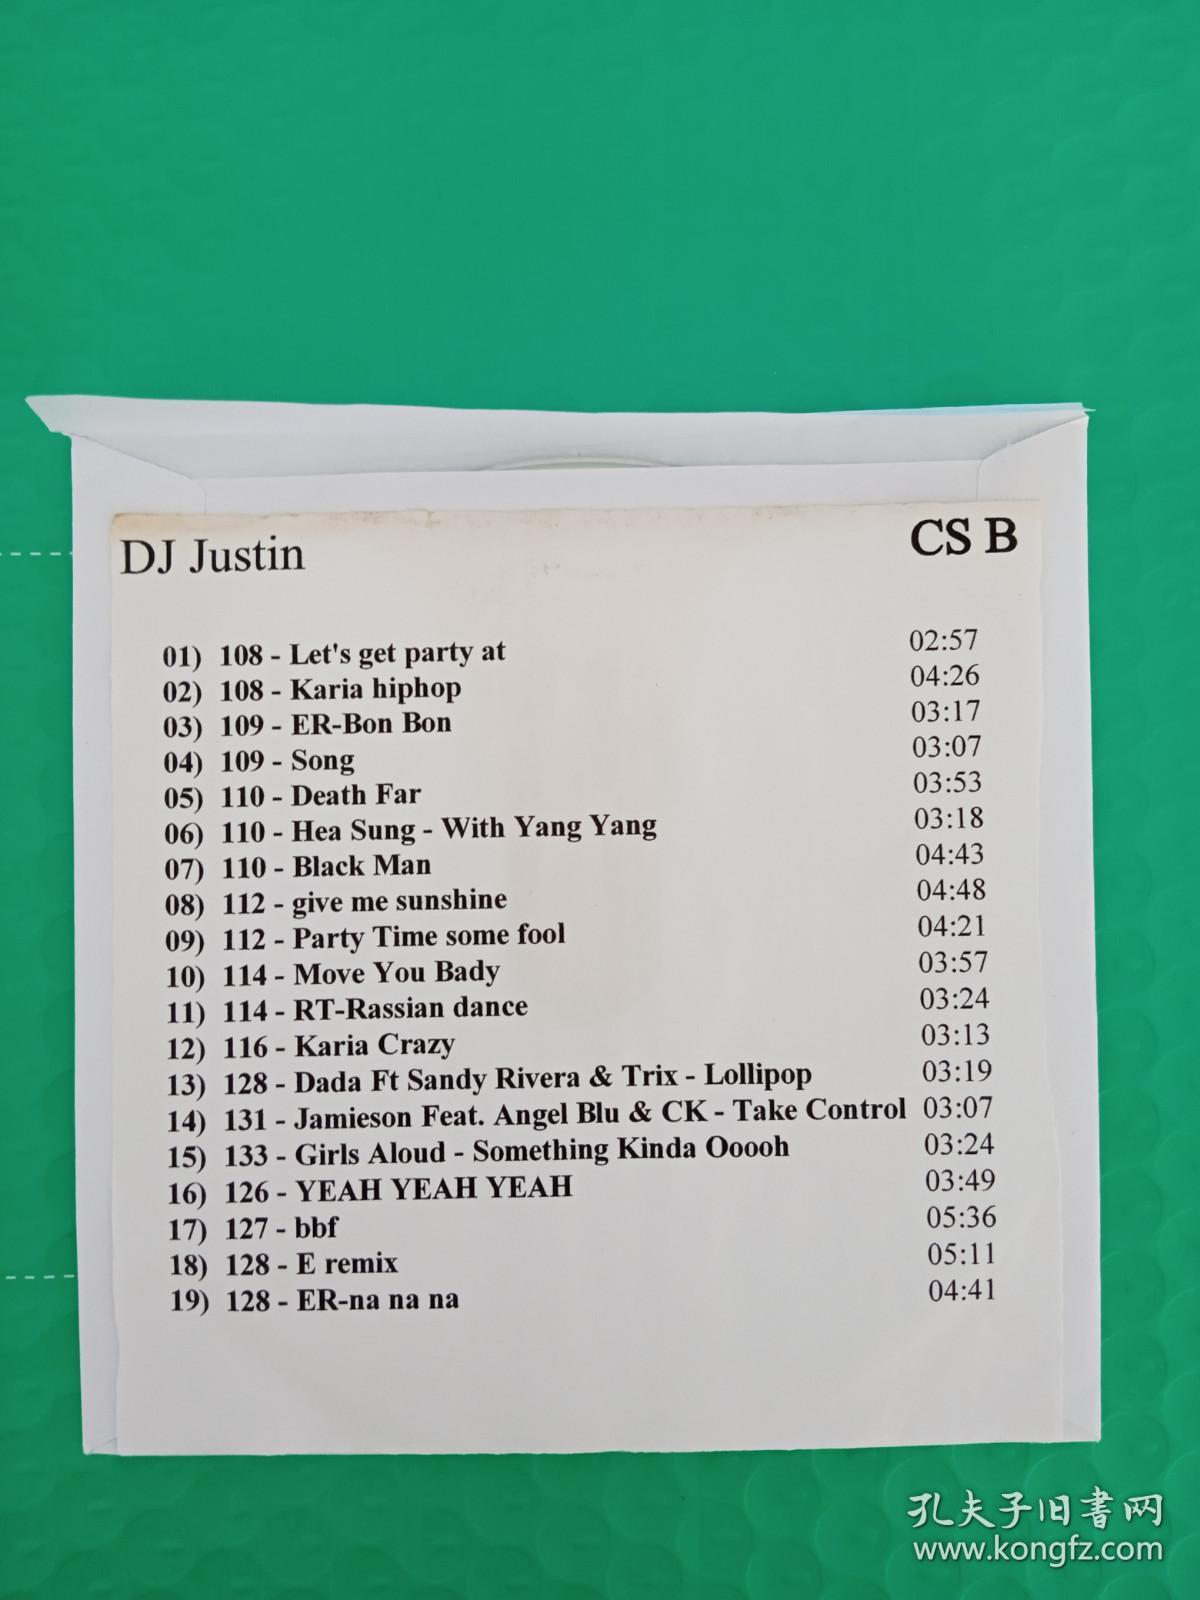 DJ Justin CS B
01) 108 - Let's get party at 02:57
02) 108 - Karia hiphop 04:26
03) 109 - ER-Bon Bon 03:17
04) 109 - Song 03:07
05) 110 - Death Far 03:53
06) 110 - Hea Sung - With Yang Yang 03:18
07) 110 - Black Man 04:43
08) 112 - give me sunshine 04:48
09) 112 - Party Time some fool 04:21
10) 114 - Move You Bady 03:57
11) 114 - RT-Rassian dance 03:24
12) 116 - Karia Crazy 03:13
13) 128 - Dada Ft Sandy Rivera & Trix - Lollipop 03:19
14) 131 - Jamieson Feat. Angel Blu & CK - Take Control 03:07
15) 133 - Girls Aloud - Something Kinda Ooooh 03:24
16) 126 - YEAH YEAH YEAH 03:49
17) 127 - bbf 05:36
18) 128 - E remix 05:11
19) 128 - ER-na na na 04:41
孔夫子旧書网
www.kongfz.com